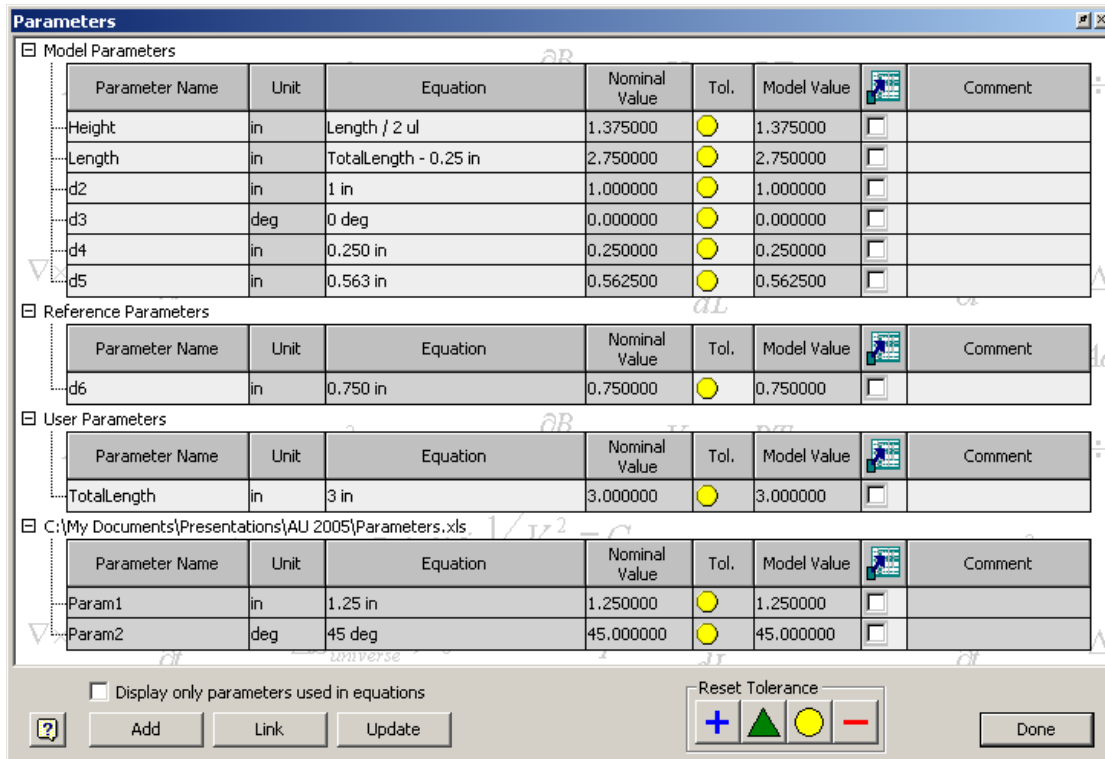 Parameters
Model Parameters
Parameter Name Unit Equation Nominal Value Tol. Model Value Comment
Height in Length / 2 ul 1.375000 1.375000
Length in TotalLength - 0.25 in 2.750000 2.750000
d2 in 1 in 1.000000 1.000000
d3 deg 0 deg 0.000000 0.000000
d4 in 0.250 in 0.250000 0.250000
d5 in 0.563 in 0.562500 0.562500
Reference Parameters
Parameter Name Unit Equation Nominal Value Tol. Model Value Comment
d6 in 0.750 in 0.750000 0.750000
User Parameters
Parameter Name Unit Equation Nominal Value Tol. Model Value Comment
TotalLength in 3 in 3.000000 3.000000
C:\My Documents\Presentations\AU 2005\Parameters.xls
Parameter Name Unit Equation Nominal Value Tol. Model Value Comment
Param1 in 1.25 in 1.250000 1.250000
Param2 deg 45 deg 45.000000 45.000000
universe
Display only parameters used in equations
Reset Tolerance
Add Link Update Done